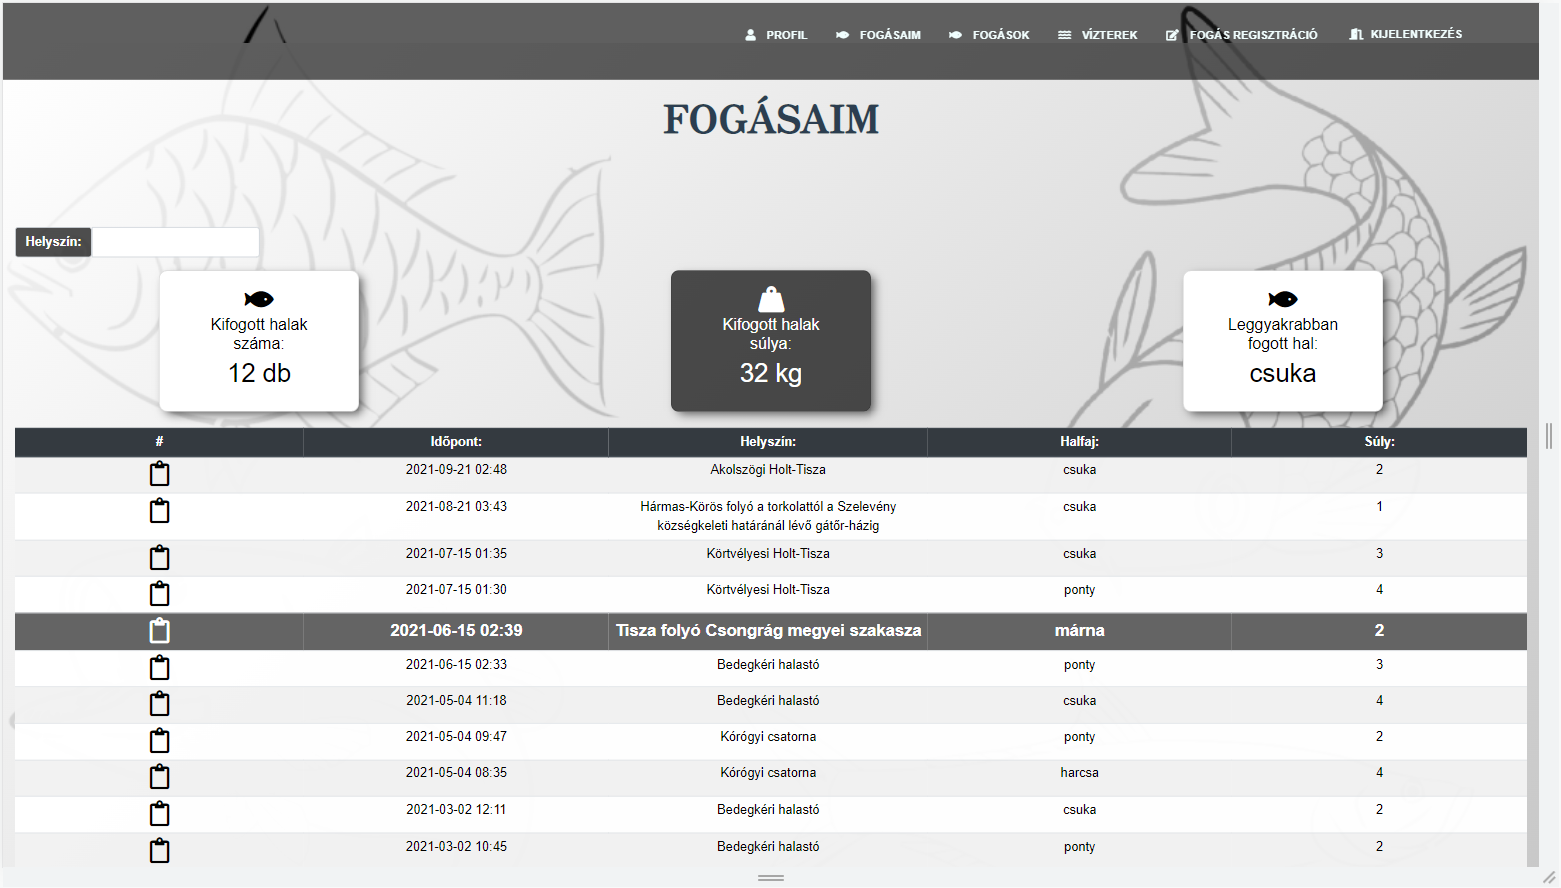 PROFIL FOGÁSAIM FOGÁSOK VÍZTEREK FOGÁS REGISZTRÁCIÓ KIJELENTKEZÉS
FOGÁSAIM
Helyszín:
Kifogott halak
száma:
12 db
Kifogott halak
súlya:
32 kg
Leggyakrabban
fogott hal:
csuka
# Időpont: Helyszín: Halfaj: Súly:
2021-09-21 02:48 Akolszögi Holt-Tisza csuka 2
2021-08-21 03:43 Hármas-Körös folyó a torkolattól a Szelevény csuka 1
községkeleti határánál lévő gátőr-házig
2021-07-15 01:35 Körtvélyesi Holt-Tisza csuka 3
2021-07-15 01:30 Körtvélyesi Holt-Tisza ponty 4
2021-06-15 02:39 Tisza folyó Csongrág megyei szakasza márna 2
2021-06-15 02:33 Bedegkéri halastó ponty 3
2021-05-04 11:18 Bedegkéri halastó csuka 4
2021-05-04 09:47 Kórógyi csatorna ponty 2
2021-05-04 08:35 Kórógyi csatorna harcsa 4
2021-03-02 12:11 Bedegkéri halastó csuka 2
2021-03-02 10:45 Bedegkéri halastó ponty 2